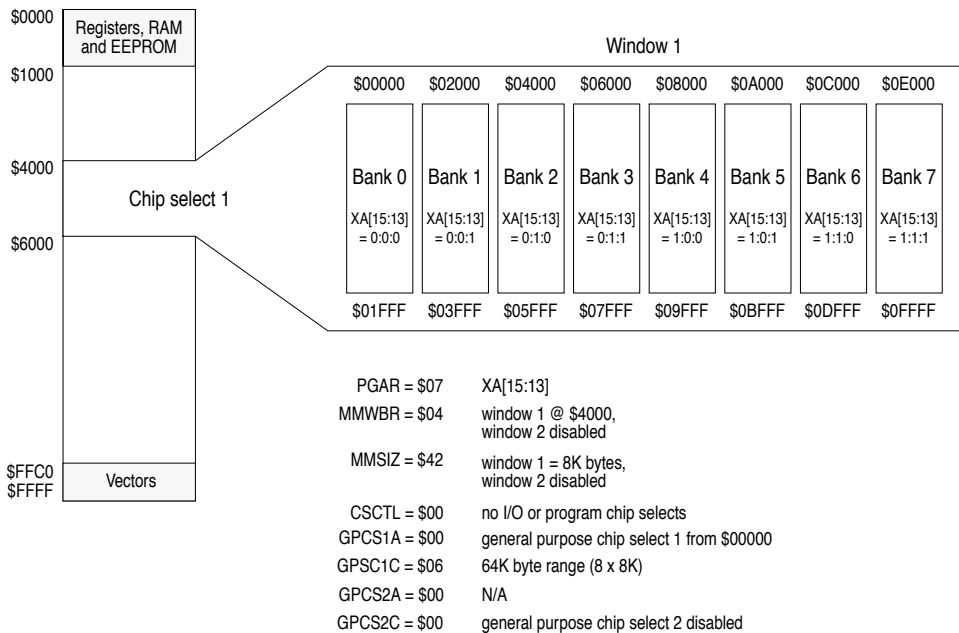 $0000
Registers, RAM
and EEPROM
$1000
$4000
Chip select 1
$6000
$FFC0
$FFFF
Vectors
Window 1
$00000 $02000 $04000 $06000 $08000 $0A000 $0C000 $0E000
Bank 0 Bank 1 Bank 2 Bank 3 Bank 4 Bank 5 Bank 6 Bank 7
XA[15:13] XA[15:13] XA[15:13] XA[15:13] XA[15:13] XA[15:13] XA[15:13] XA[15:13]
= 0:0:0 = 0:0:1 = 0:1:0 = 0:1:1 = 1:0:0 = 1:0:1 = 1:1:0 = 1:1:1
$01FFF $03FFF $05FFF $07FFF $09FFF $0BFFF $0DFFF $0FFFF
PGAR = $07 XA[15:13]
MMWBR = $04 window 1 @ $4000,
window 2 disabled
MMSIZ = $42 window 1 = 8K bytes,
window 2 disabled
CSCTL = $00 no I/O or program chip selects
GPCS1A = $00 general purpose chip select 1 from $00000
GPSC1C = $06 64K byte range (8 x 8K)
GPCS2A = $00 N/A
GPCS2C = $00 general purpose chip select 2 disabled